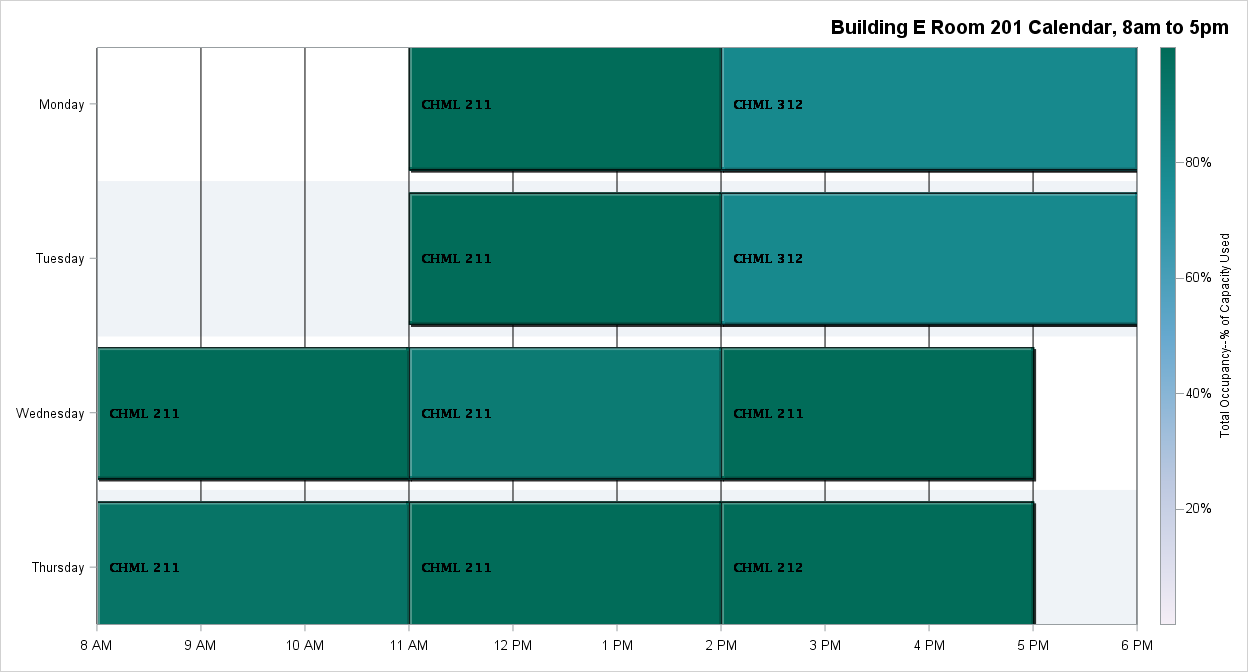 Building E Room 201 Calendar, 8am to 5pm
Monday
CHML 211
CHML 312
Tuesday
CHML 211
CHML 312
Wednesday
CHML 211
CHML 211
CHML 211
Thursday
CHML 211
CHML 211
CHML 212
8 AM
9 AM
10 AM
11 AM
12 PM
1 PM
2 PM
3 PM
4 PM
5 PM
6 PM
80%
60%
40%
20%
Total Occupancy--% of Capacity Used